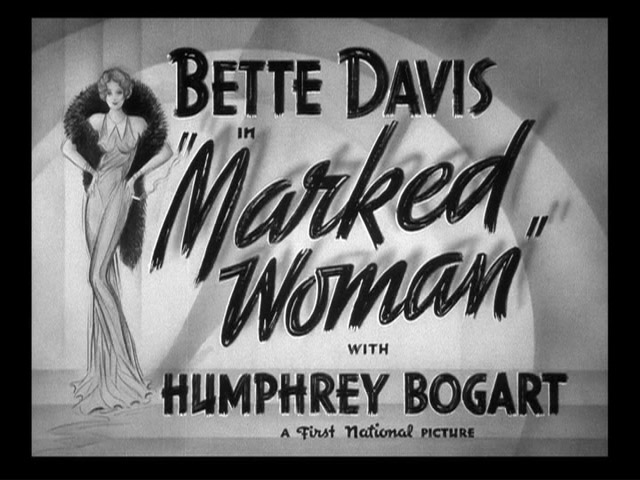 BETTE DAVIS
IN
"Marked
Woman"
WITH
HUMPHREY BOGART
A First National PICTURE